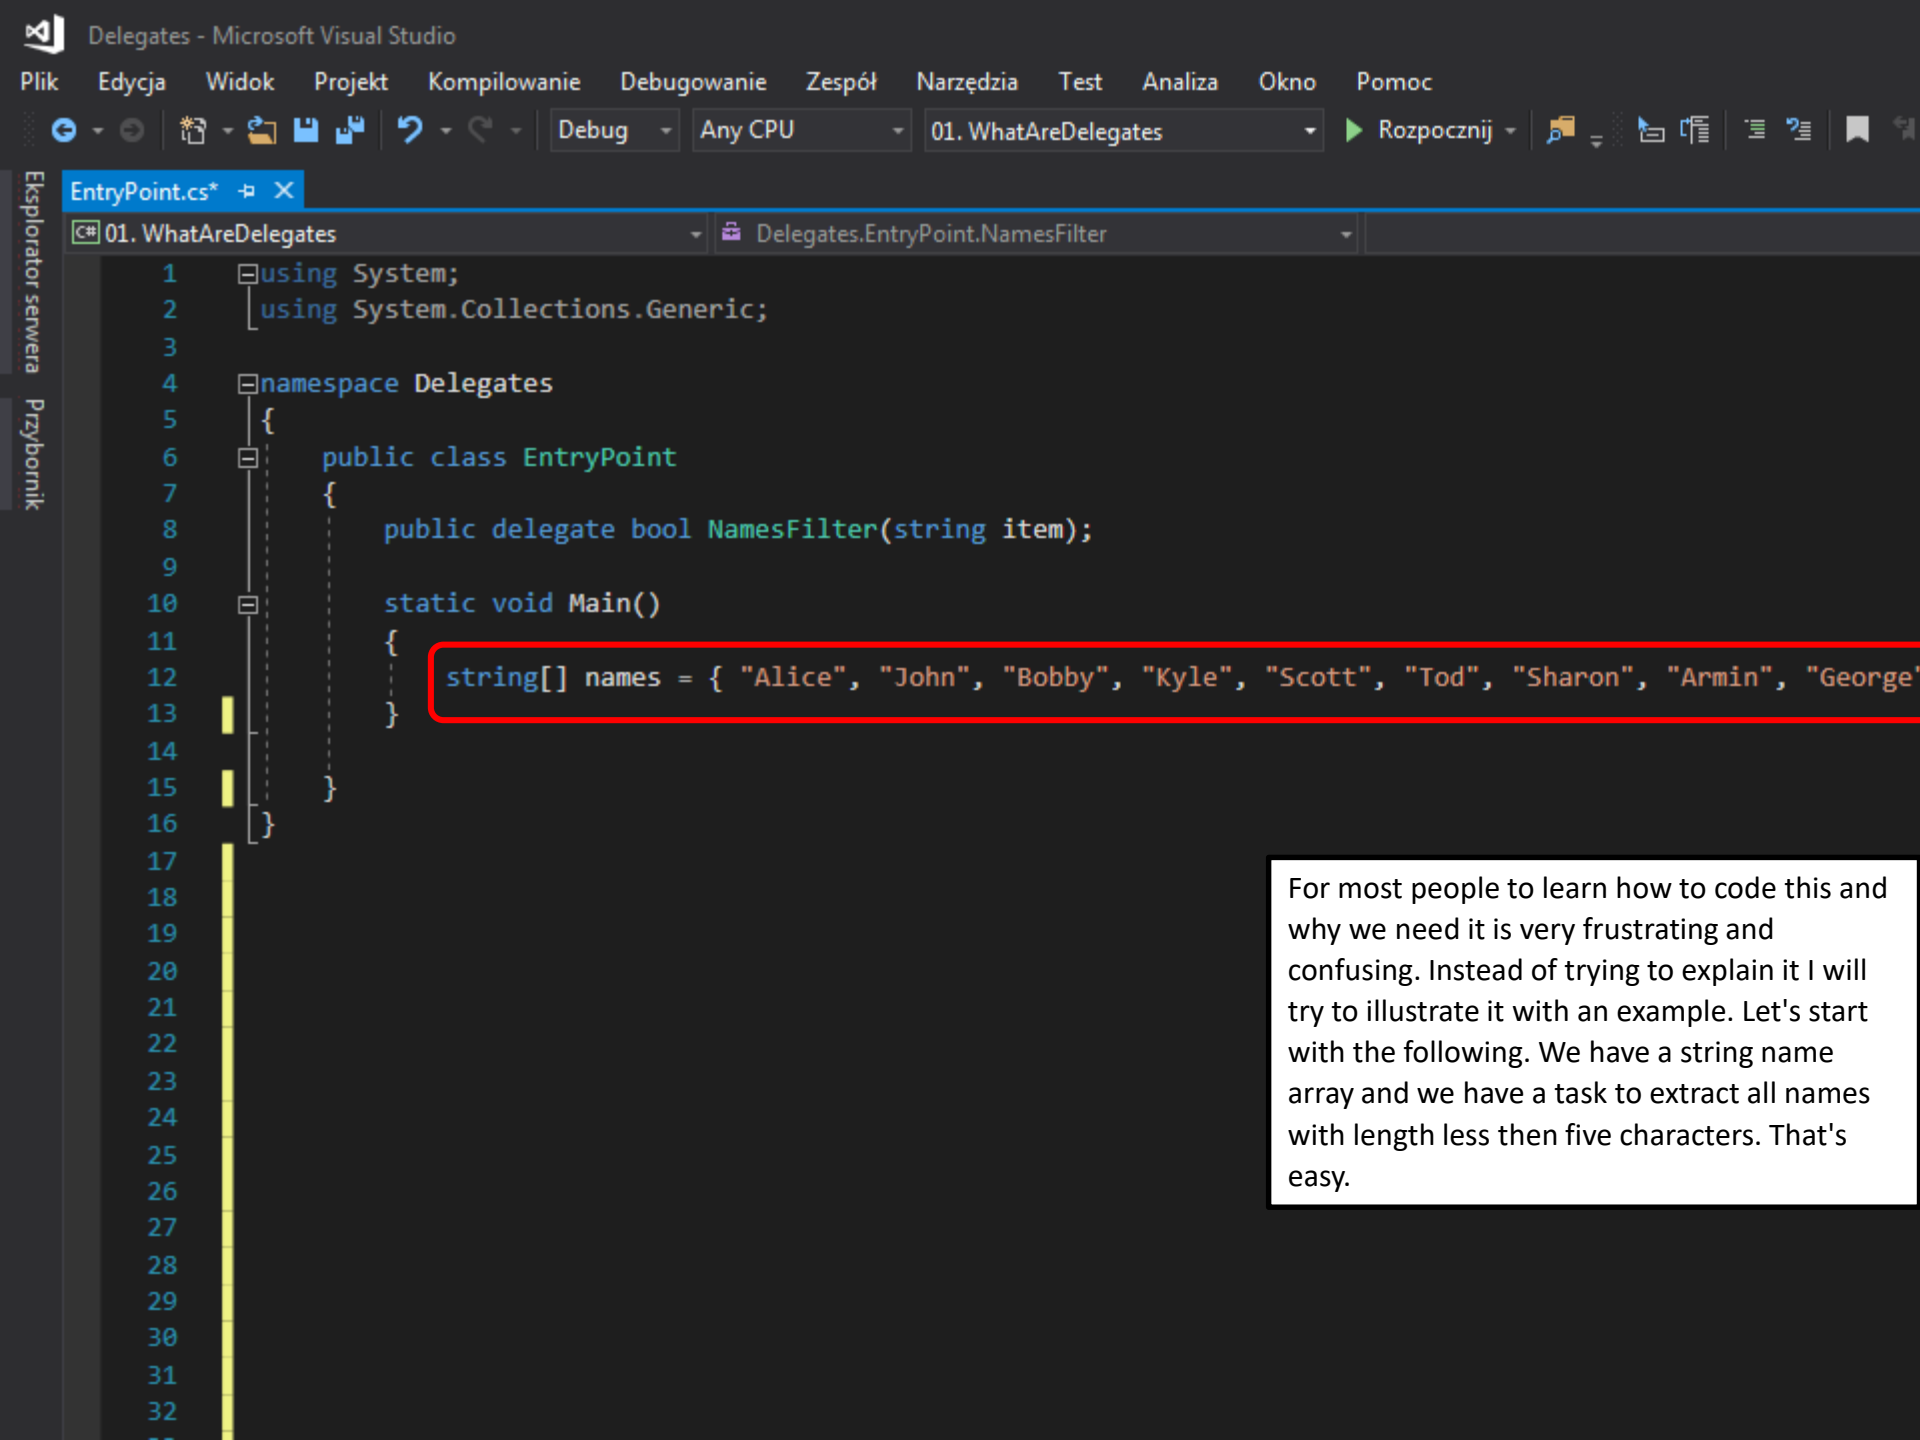 Delegates - Microsoft Visual Studio
Plik Edycja Widok Projekt Kompilowanie Debugowanie Zespół Narzędzia Test Analiza Okno Pomoc
Debug Any CPU 01. WhatAreDelegates Rozpocznij
Eksplorator serwera
Przybornik
EntryPoint.cs*
C# 01. WhatAreDelegates Delegates.EntryPoint.NamesFilter
1 using System;
2 using System.Collections.Generic;
3
4 namespace Delegates
5 {
6 public class EntryPoint
7 {
8 public delegate bool NamesFilter(string item);
9
10 static void Main()
11 {
12 string[] names = { "Alice", "John", "Bobby", "Kyle", "Scott", "Tod", "Sharon", "Armin", "George"
13 }
14
15 }
16 }
17
18
19
20
21
22
23
24
25
26
27
28
29
30
31
32
For most people to learn how to code this and
why we need it is very frustrating and
confusing. Instead of trying to explain it I will
try to illustrate it with an example. Let's start
with the following. We have a string name
array and we have a task to extract all names
with length less then five characters. That's
easy.